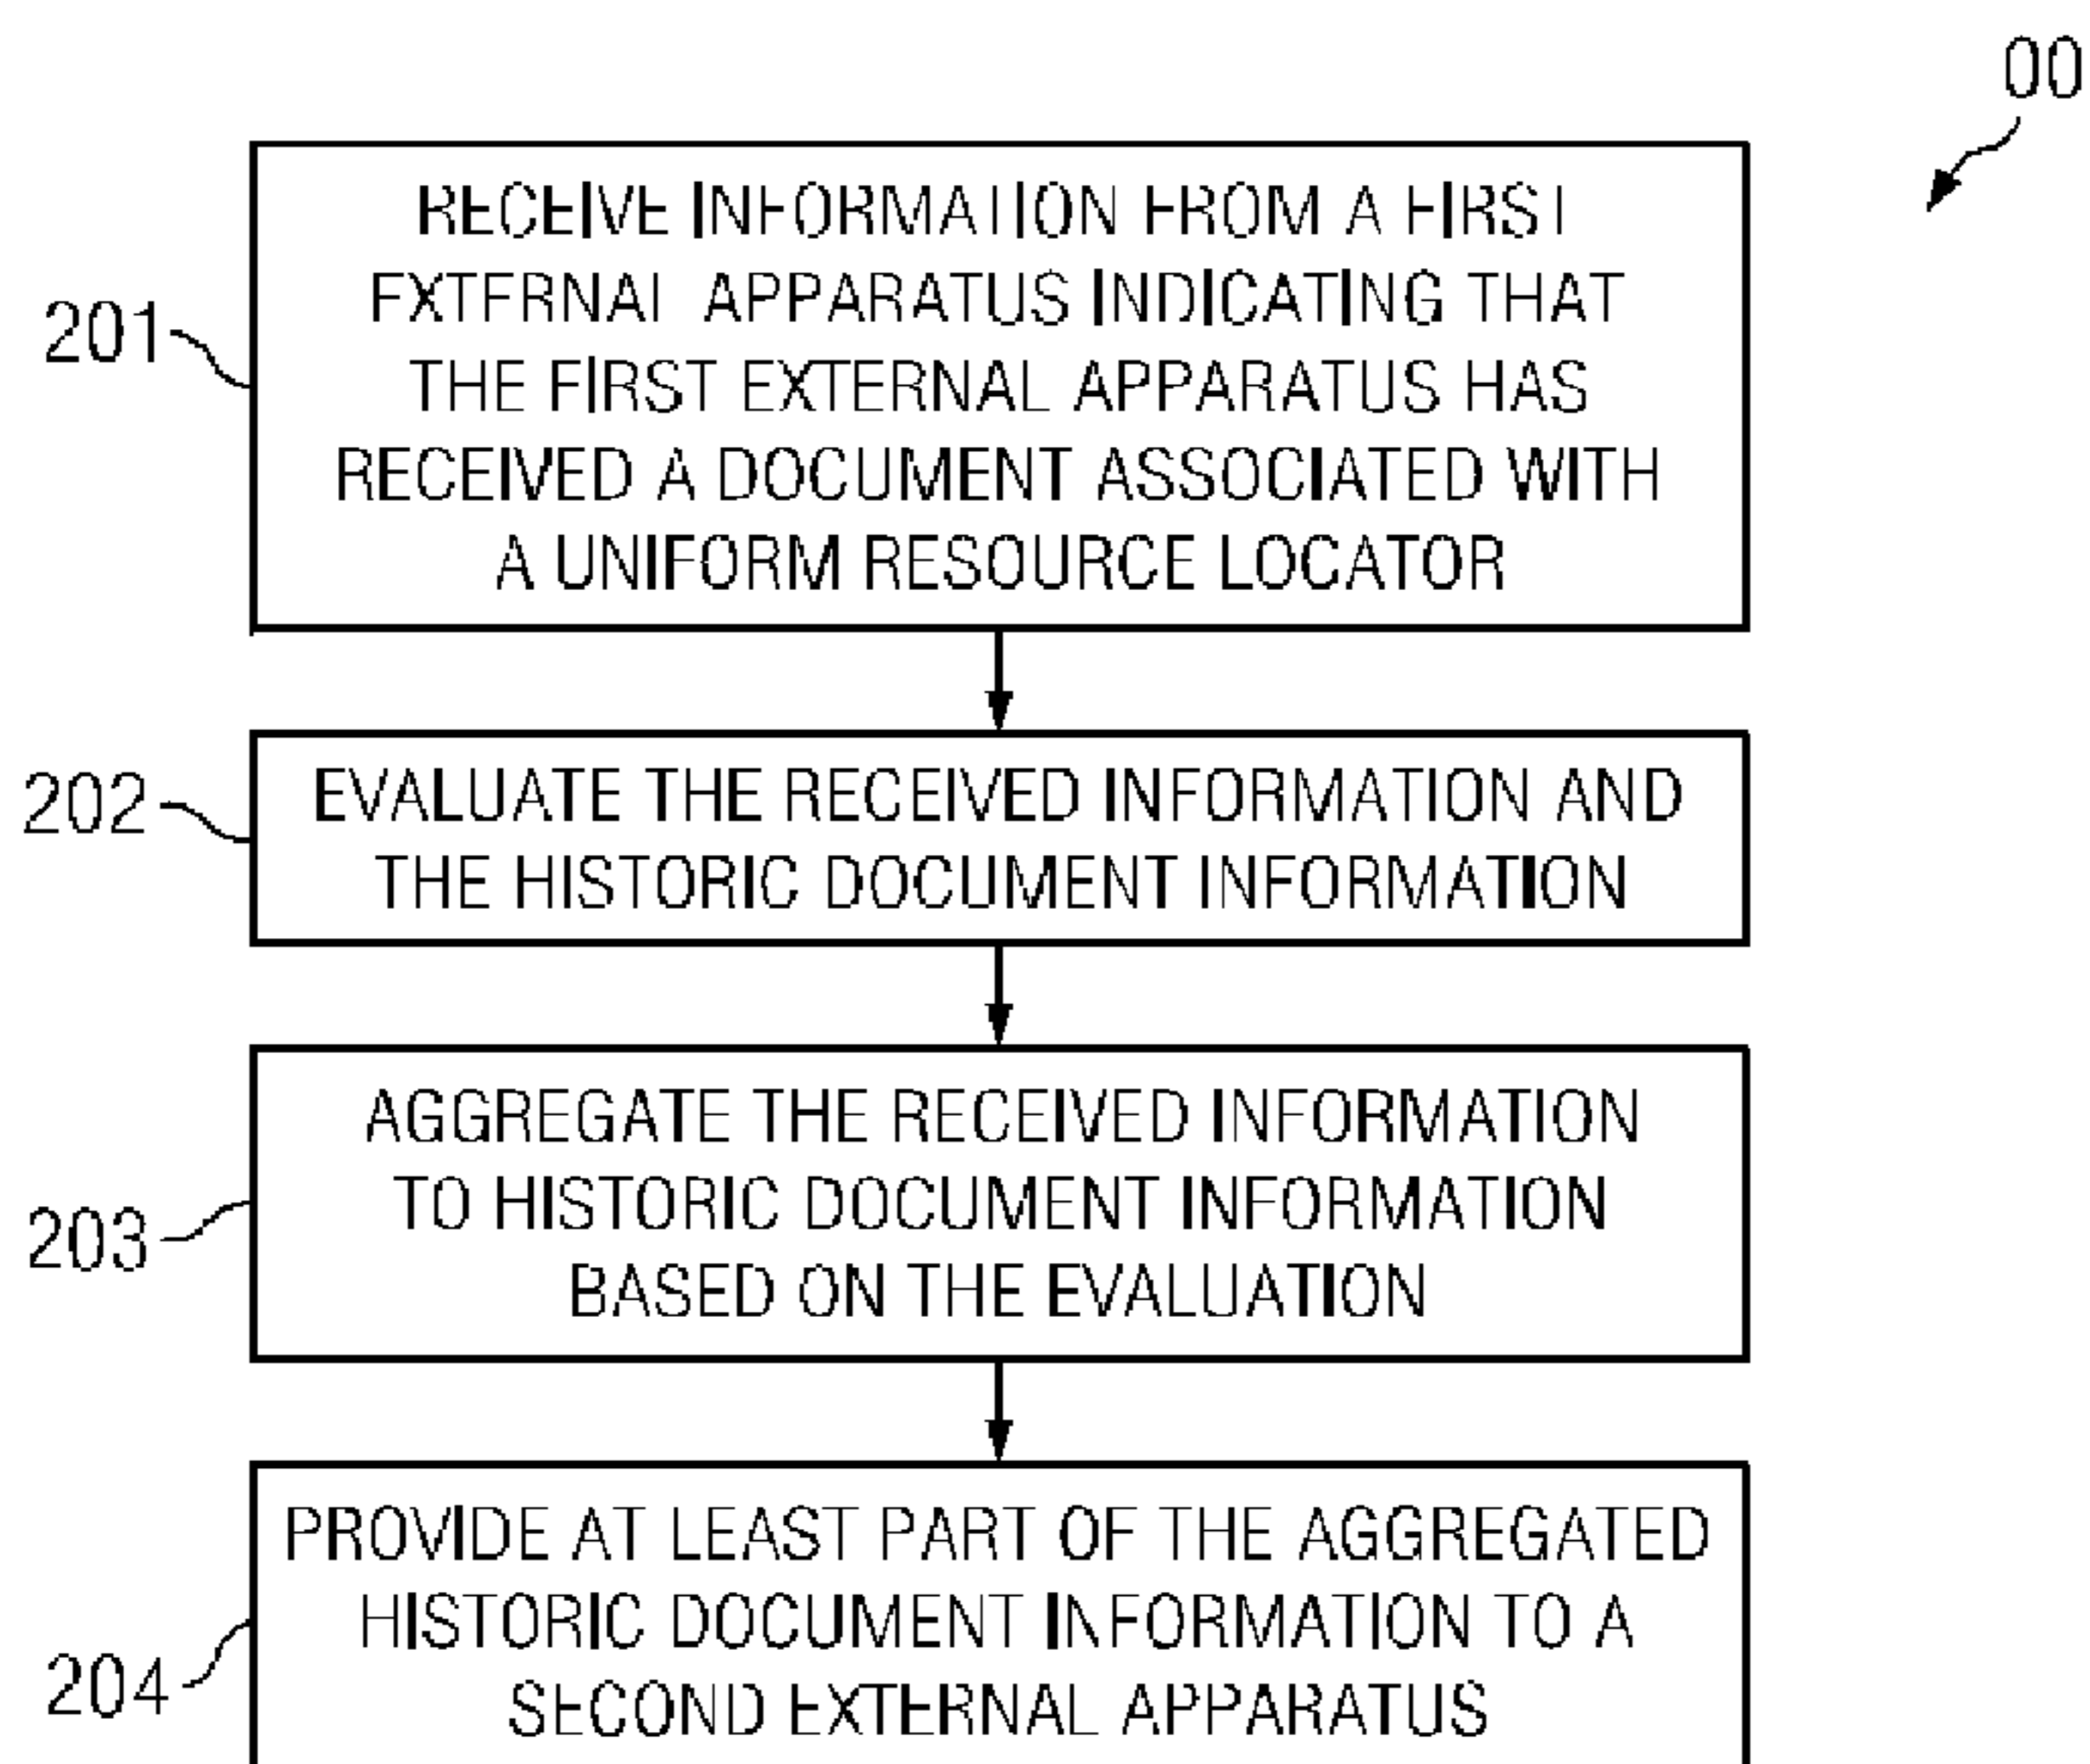 00
RECEIVE INFORMATION FROM A FIRST
EXTERNAL APPARATUS INDICATING THAT
201
THE FIRST EXTERNAL APPARATUS HAS
RECEIVED A DOCUMENT ASSOCIATED WITH
A UNIFORM RESOURCE LOCATOR
202
EVALUATE THE RECEIVED INFORMATION AND
THE HISTORIC DOCUMENT INFORMATION
AGGREGATE THE RECEIVED INFORMATION
TO HISTORIC DOCUMENT INFORMATION
203
BASED ON THE EVALUATION
PROVIDE AT LEAST PART OF THE AGGREGATED
HISTORIC DOCUMENT INFORMATION TO A
204
SECOND EXTERNAL APPARATUS